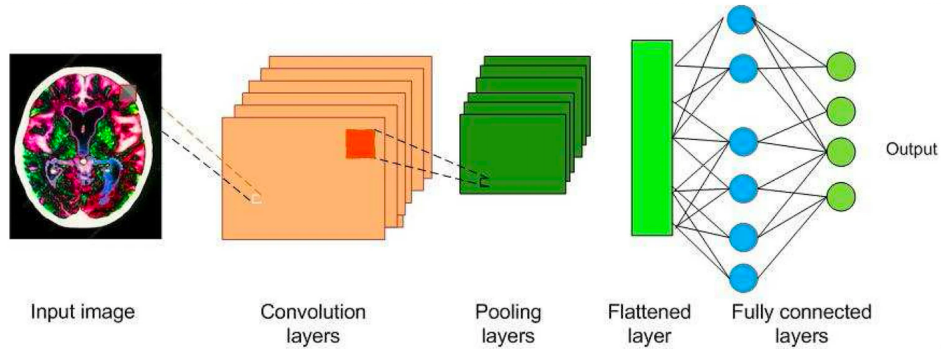 Output
Input image
Convolution
layers
Pooling
layers
Flattened
layer
Fully connected
layers